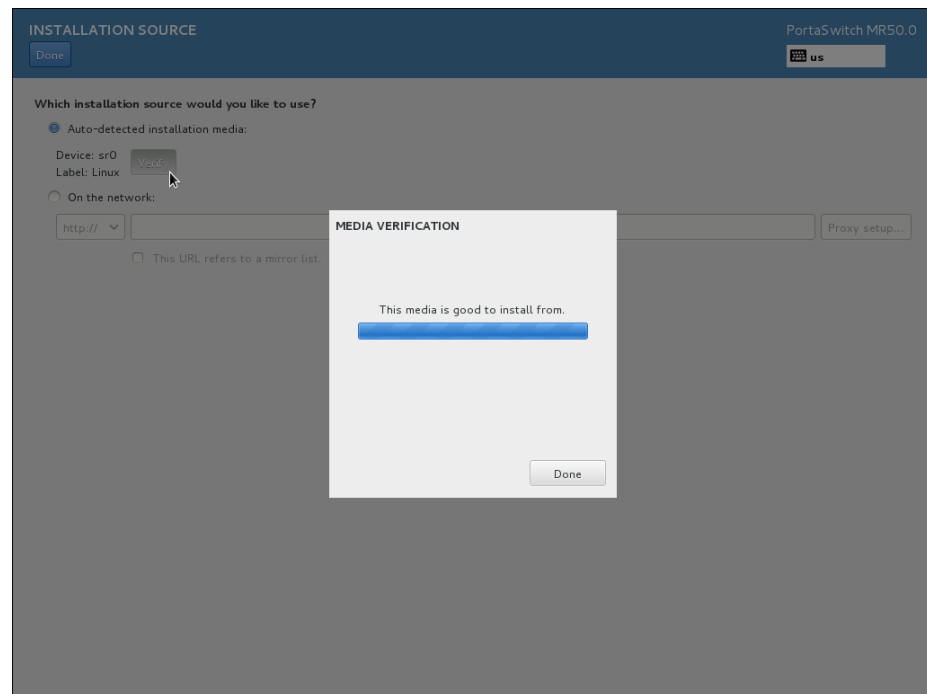 INSTALLATION SOURCE
PortaSwitch MR50.0
Done
us
Which installation source would you like to use?
Auto-detected installation media:
Device: sr0
Label: Linux
Verify
On the network:
http://
Proxy setup...
This URL refers to a mirror list.
MEDIA VERIFICATION
This media is good to install from.
Done